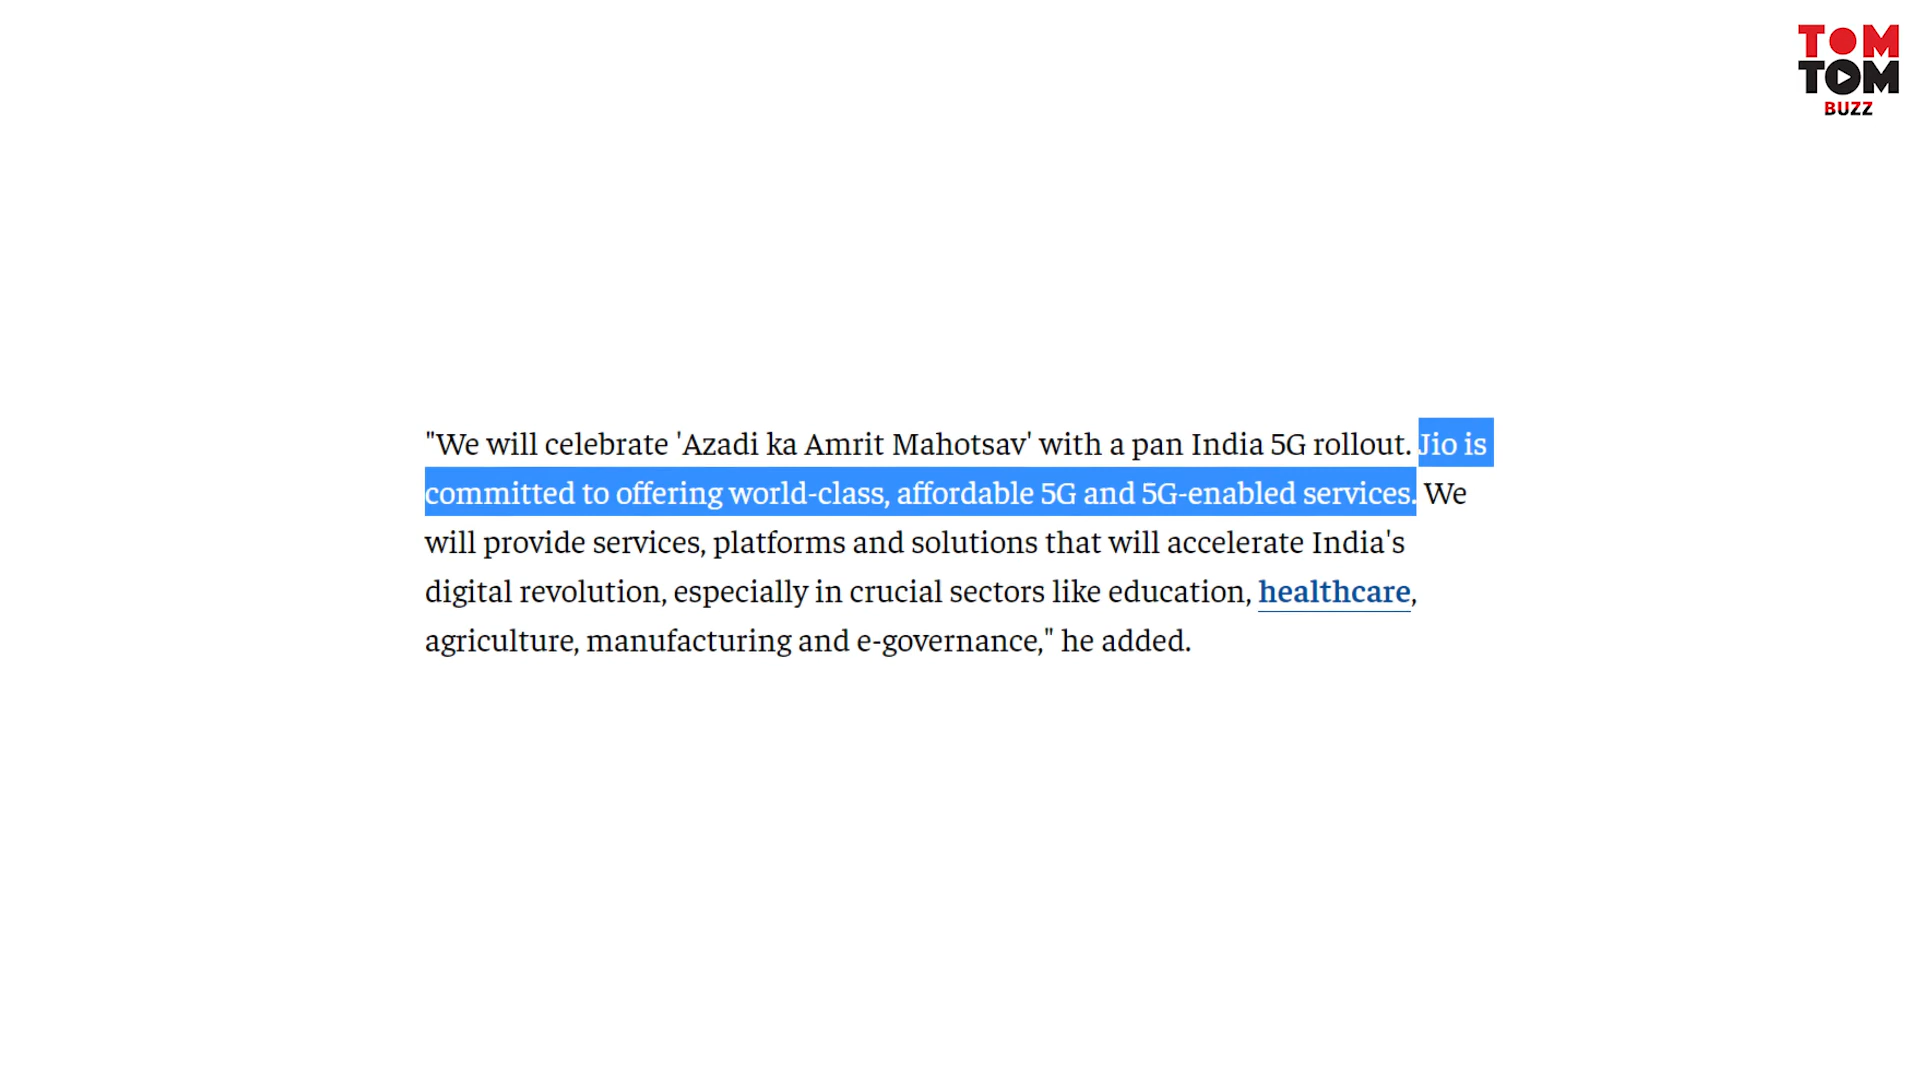 TOM
TOM
BUZZ
"We will celebrate 'Azadi ka Amrit Mahotsav' with a pan India 5G rollout. Jio is
committed to offering world-class, affordable 5G and 5G-enabled services. We
will provide services, platforms and solutions that will accelerate India's
digital revolution, especially in crucial sectors like education, healthcare,
agriculture, manufacturing and e-governance," he added.